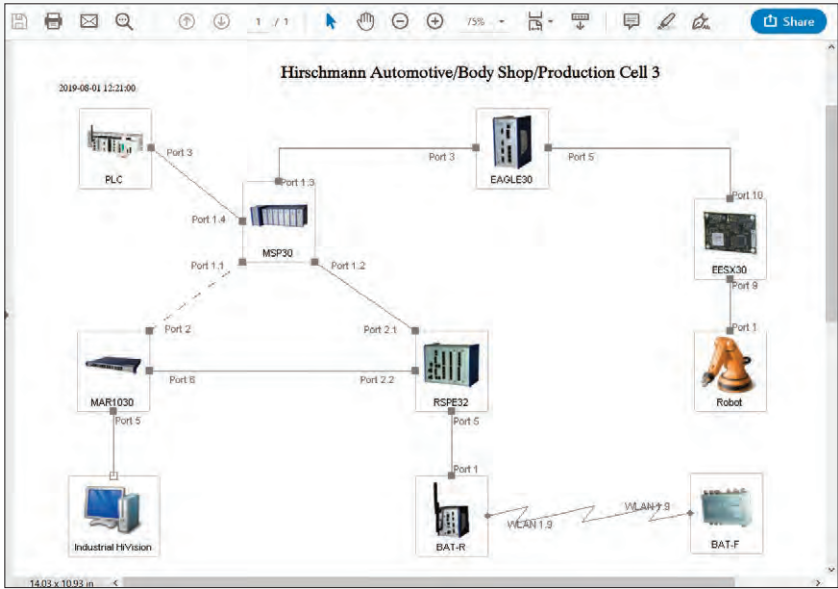 1 / 1
75%
Share
Hirschmann Automotive/Body Shop/Production Cell 3
2019-08-01 12:21:00
PLC
Port 3
Port 1.3
Port 3
EAGLE30
Port 5
Port 1.4
MSP30
Port 10
EESX30
Port 9
Port 1.1
Port 1.2
Port 2
Port 2.1
Port 1
Robot
MAR1030
Port 6
Port 2.2
RSPE32
Port 5
Port 5
Port 1
Industrial HiVision
BAT-R
WLAN 1.9
WLAN 1.9
BAT-F
14.03 x 10.93 in